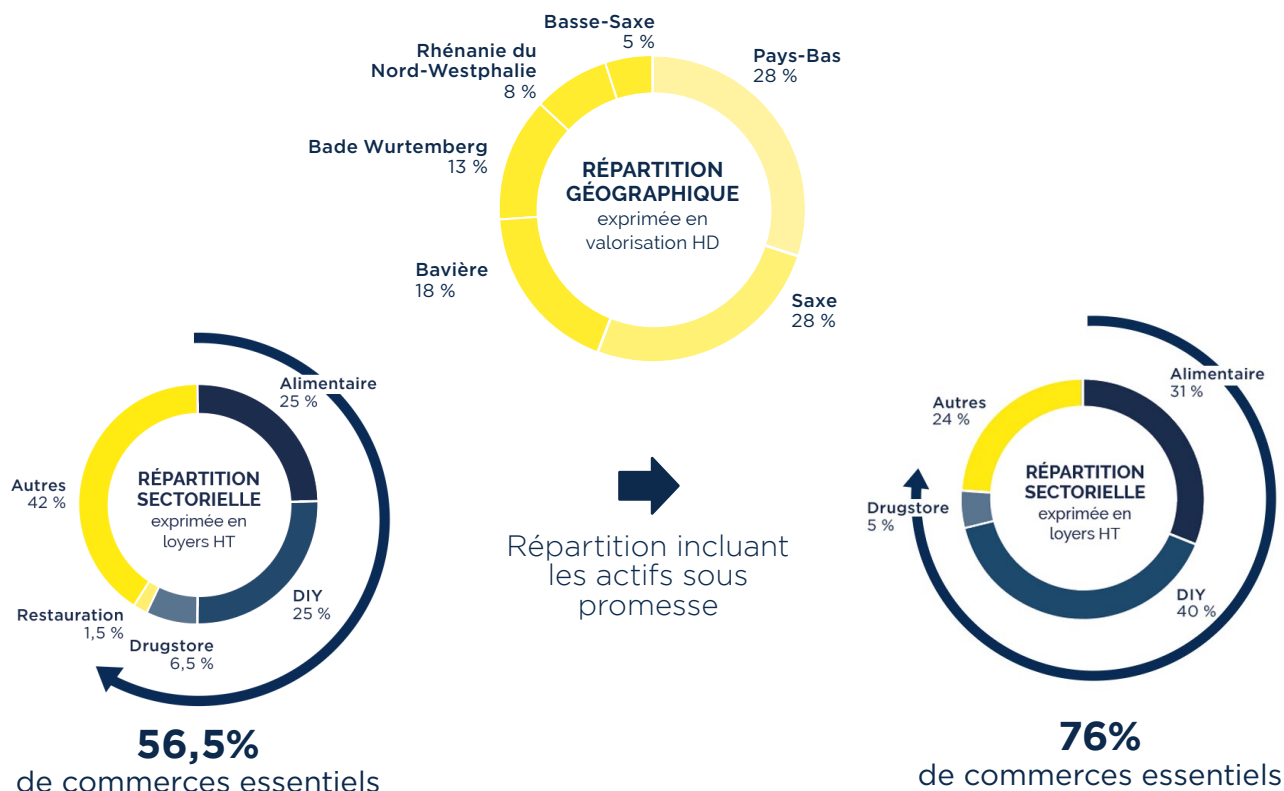 Basse-Saxe
5 %
Rhénanie du
Nord-Westphalie
8 %
Pays-Bas
28 %
Bade Wurtemberg
13 %
RÉPARTITION
GÉOGRAPHIQUE
exprimée en
valorisation HD
Bavière
18 %
Saxe
28 %
Alimentaire
25 %
Autres
42 %
RÉPARTITION
SECTORIELLE
exprimée en
loyers HT
Restauration
1,5 %
Drugstore
6,5 %
DIY
25 %
56,5%
de commerces essentiels
Répartition incluant
les actifs sous
promesse
Alimentaire
31 %
Autres
24 %
RÉPARTITION
SECTORIELLE
exprimée en
loyers HT
Drugstore
5 %
DIY
40 %
76%
de commerces essentiels